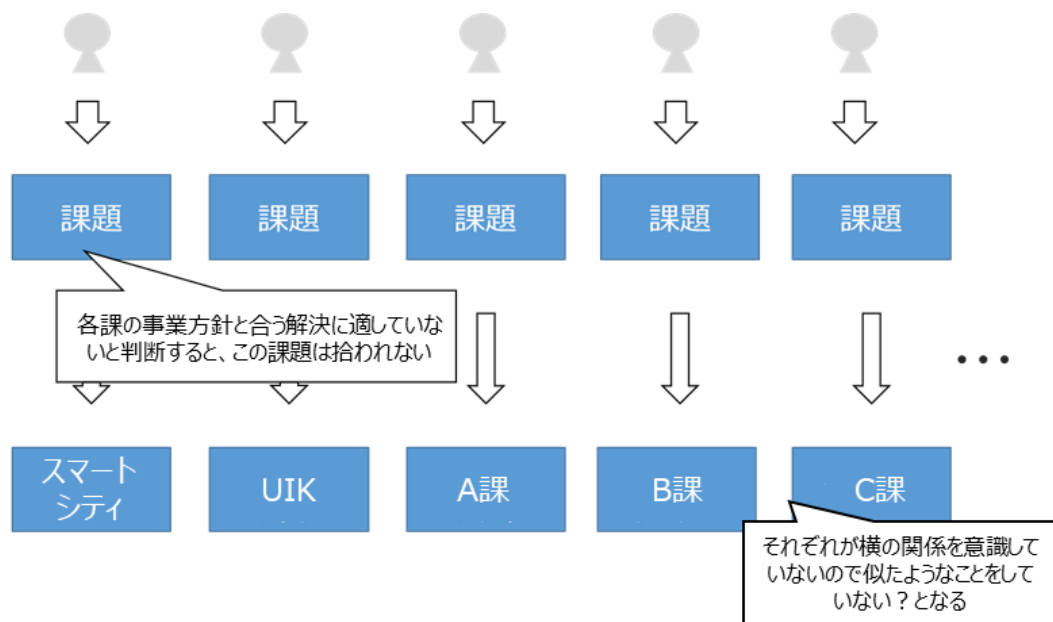 課題
課題
課題
課題
課題
各課の事業方針と合う解決に適していな
いと判断すると、この課題は拾われない
・・・
スマート
シティ
UIK
A課
B課
C課
それぞれが横の関係を意識して
いないので似たようなことをして
いない？となる